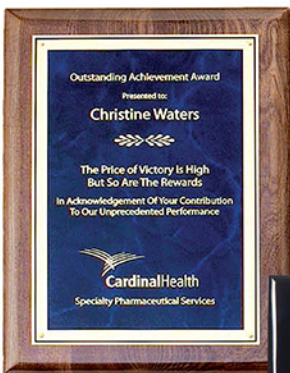 Outstanding Achievement Award
Presented to:
Christine Waters
The Price of Victory is High
But So Are The Rewards
In Acknowledgement Of Your Contribution
To Our Unprecedented Performance
CardinalHealth
Specialty Pharmaceutical Services